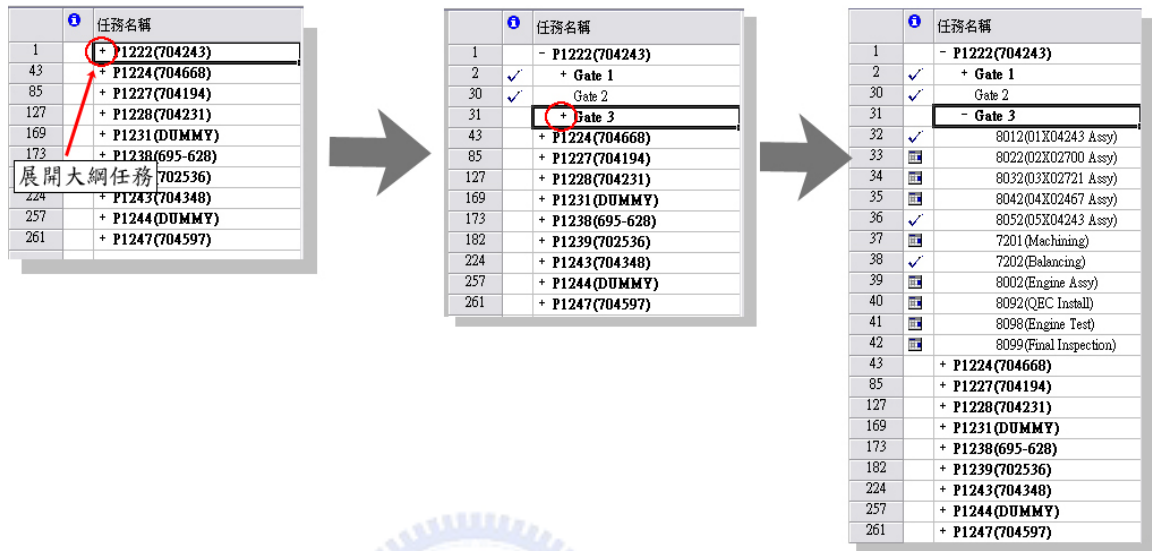 任務名稱
1 + P1222(704243)
43 + P1224(704668)
85 + P1227(704194)
127 + P1228(704231)
169 + P1231(DUMMY)
173 + P1238(695-628)
展開大綱任務 702536)
224 + P1243(704348)
257 + P1244(DUMMY)
261 + P1247(704597)
任務名稱
1 - P1222(704243)
2 + Gate 1
30 Gate 2
31 + Gate 3
43 + P1224(704668)
85 + P1227(704194)
127 + P1228(704231)
169 + P1231(DUMMY)
173 + P1238(695-628)
182 + P1239(702536)
224 + P1243(704348)
257 + P1244(DUMMY)
261 + P1247(704597)
任務名稱
1 - P1222(704243)
2 + Gate 1
30 Gate 2
31 - Gate 3
32 8012(01X04243 Assy)
33 8022(02X02700 Assy)
34 8032(03X02721 Assy)
35 8042(04X02467 Assy)
36 8052(05X04243 Assy)
37 7201(Machining)
38 7202(Balancing)
39 8002(Engine Assy)
40 8092(QEC Install)
41 8098(Engine Test)
42 8099(Final Inspection)
43 + P1224(704668)
85 + P1227(704194)
127 + P1228(704231)
169 + P1231(DUMMY)
173 + P1238(695-628)
182 + P1239(702536)
224 + P1243(704348)
257 + P1244(DUMMY)
261 + P1247(704597)